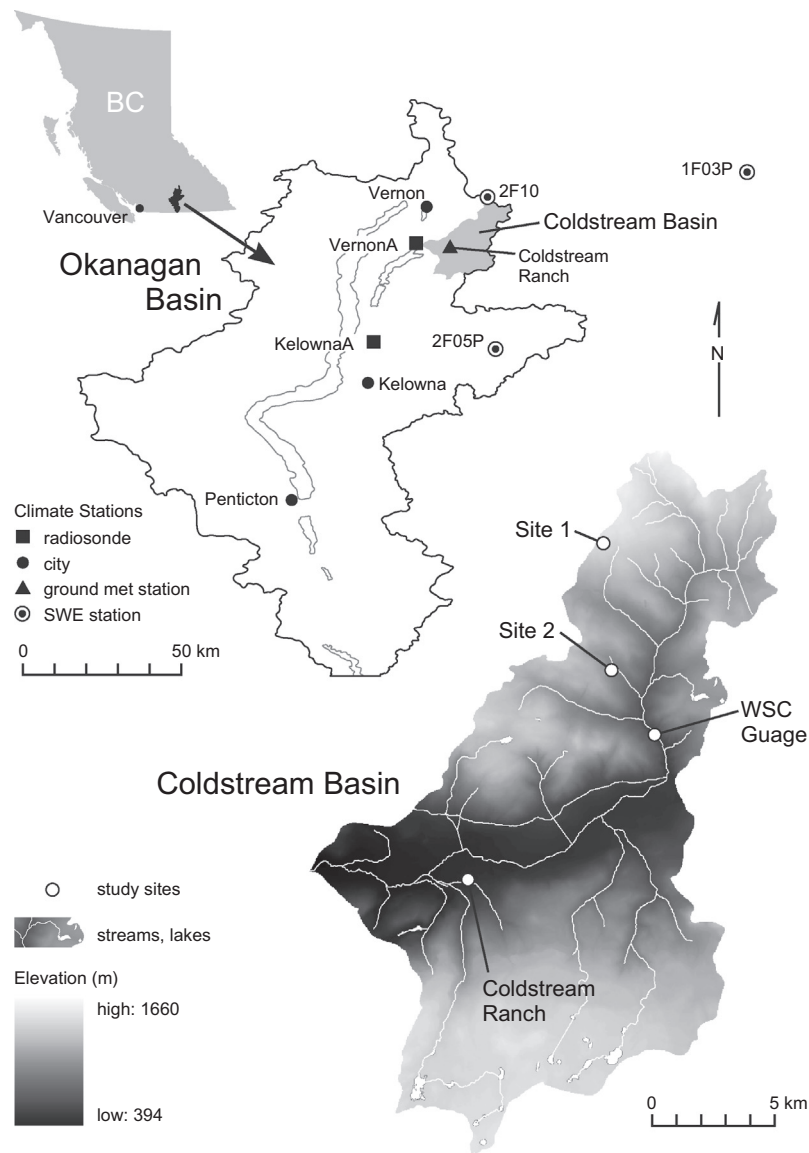 BC
Vancouver
Okanagan
Basin
Vernon
2F10
1F03P
Coldstream Basin
VernonA
Coldstream
Ranch
KelownaA
2F05P
Kelowna
N
Penticton
Climate Stations
radiosonde
city
ground met station
SWE station
0 50 km
Site 1
Site 2
WSC
Guage
Coldstream Basin
study sites
streams, lakes
Elevation (m)
high: 1660
low: 394
Coldstream
Ranch
0 5 km